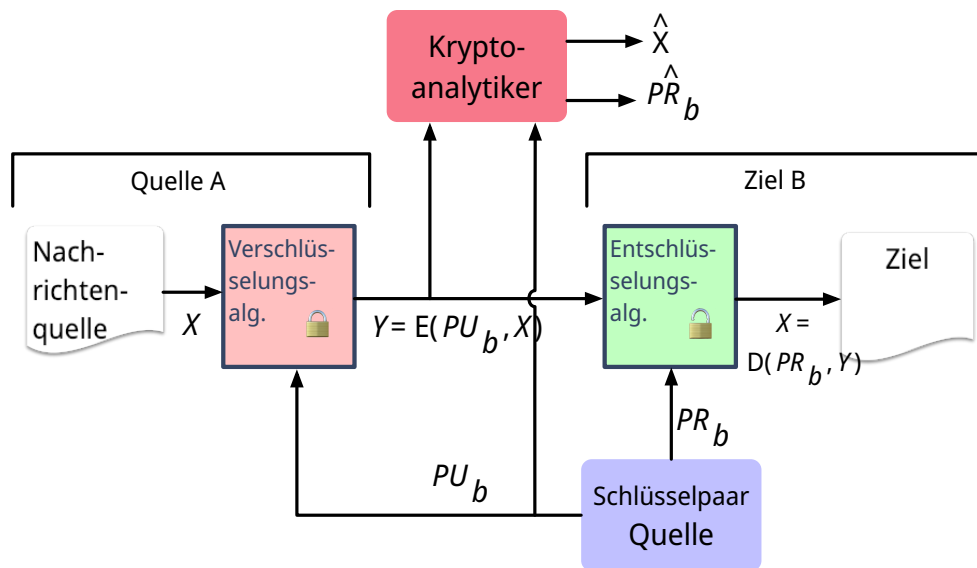 Krypto-
analytiker
X̂
PR̂b
Quelle A
Ziel B
Nach-
richten-
quelle
X
Verschlüs-
selungs-
alg.
Y = E(PUb, X)
Entschlüs-
selungs-
alg.
X =
D(PRb, Y)
Ziel
PRb
PUb
Schlüsselpaar
Quelle